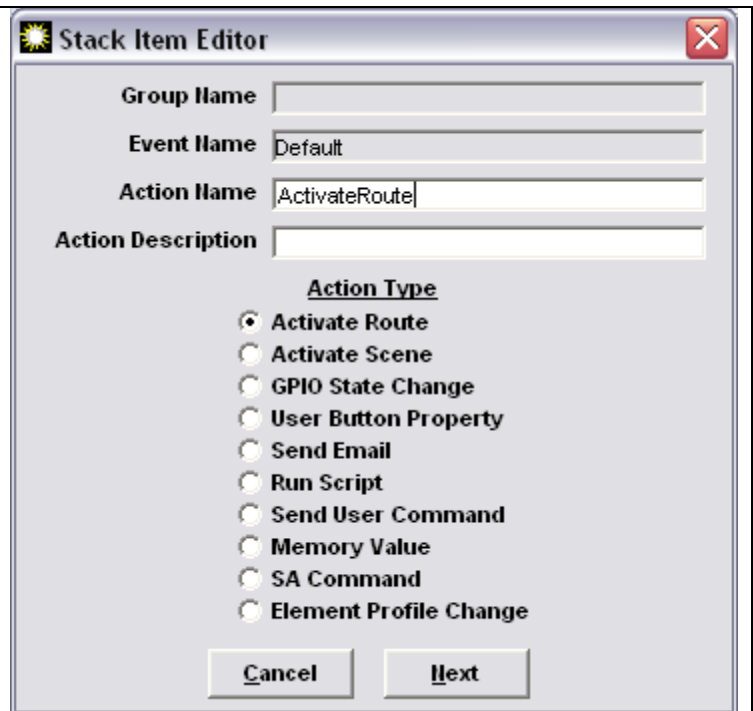 Stack Item Editor
Group Name
Event Name Default
Action Name ActivateRoute
Action Description
Action Type
Activate Route
Activate Scene
GPIO State Change
User Button Property
Send Email
Run Script
Send User Command
Memory Value
SA Command
Element Profile Change
Cancel Next